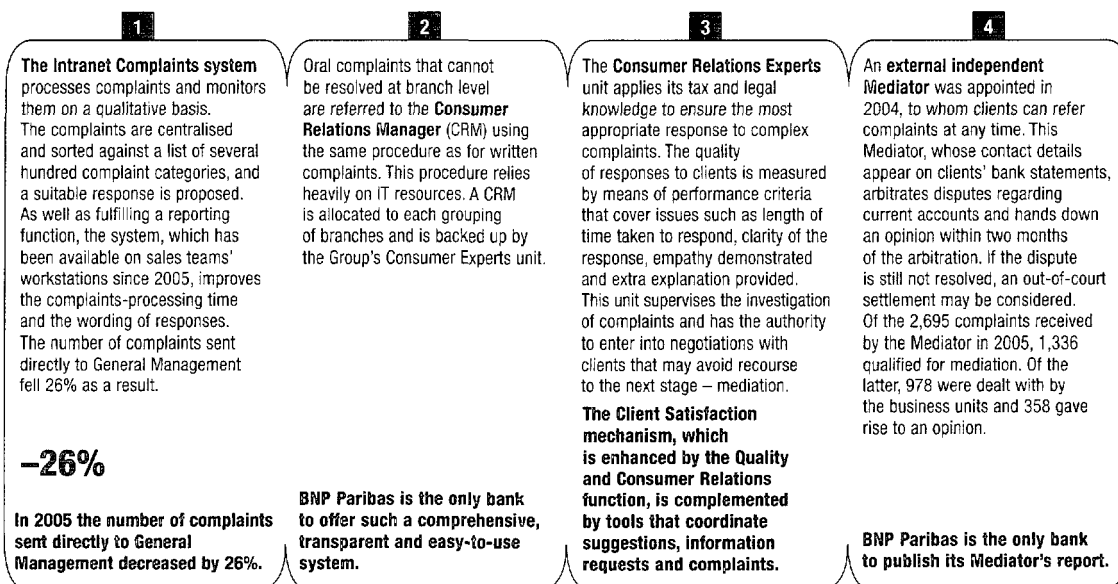 1
The Intranet Complaints system
processes complaints and monitors
them on a qualitative basis.
The complaints are centralised
and sorted against a list of several
hundred complaint categories, and
a suitable response is proposed.
As well as fulfilling a reporting
function, the system, which has
been available on sales teams'
workstations since 2005, improves
the complaints-processing time
and the wording of responses.
The number of complaints sent
directly to General Management
fell 26% as a result.
–26%
In 2005 the number of complaints
sent directly to General
Management decreased by 26%.
2
Oral complaints that cannot
be resolved at branch level
are referred to the Consumer
Relations Manager (CRM) using
the same procedure as for written
complaints. This procedure relies
heavily on IT resources. A CRM
is allocated to each grouping
of branches and is backed up by
the Group's Consumer Experts unit.
BNP Paribas is the only bank
to offer such a comprehensive,
transparent and easy-to-use
system.
3
The Consumer Relations Experts
unit applies its tax and legal
knowledge to ensure the most
appropriate response to complex
complaints. The quality
of responses to clients is measured
by means of performance criteria
that cover issues such as length of
time taken to respond, clarity of the
response, empathy demonstrated
and extra explanation provided.
This unit supervises the investigation
of complaints and has the authority
to enter into negotiations with
clients that may avoid recourse
to the next stage – mediation.
The Client Satisfaction
mechanism, which
is enhanced by the Quality
and Consumer Relations
function, is complemented
by tools that coordinate
suggestions, information
requests and complaints.
4
An external independent
Mediator was appointed in
2004, to whom clients can refer
complaints at any time. This
Mediator, whose contact details
appear on clients' bank statements,
arbitrates disputes regarding
current accounts and hands down
an opinion within two months
of the arbitration. If the dispute
is still not resolved, an out-of-court
settlement may be considered.
Of the 2,695 complaints received
by the Mediator in 2005, 1,336
qualified for mediation. Of the
latter, 978 were dealt with by
the business units and 358 gave
rise to an opinion.
BNP Paribas is the only bank
to publish its Mediator's report.